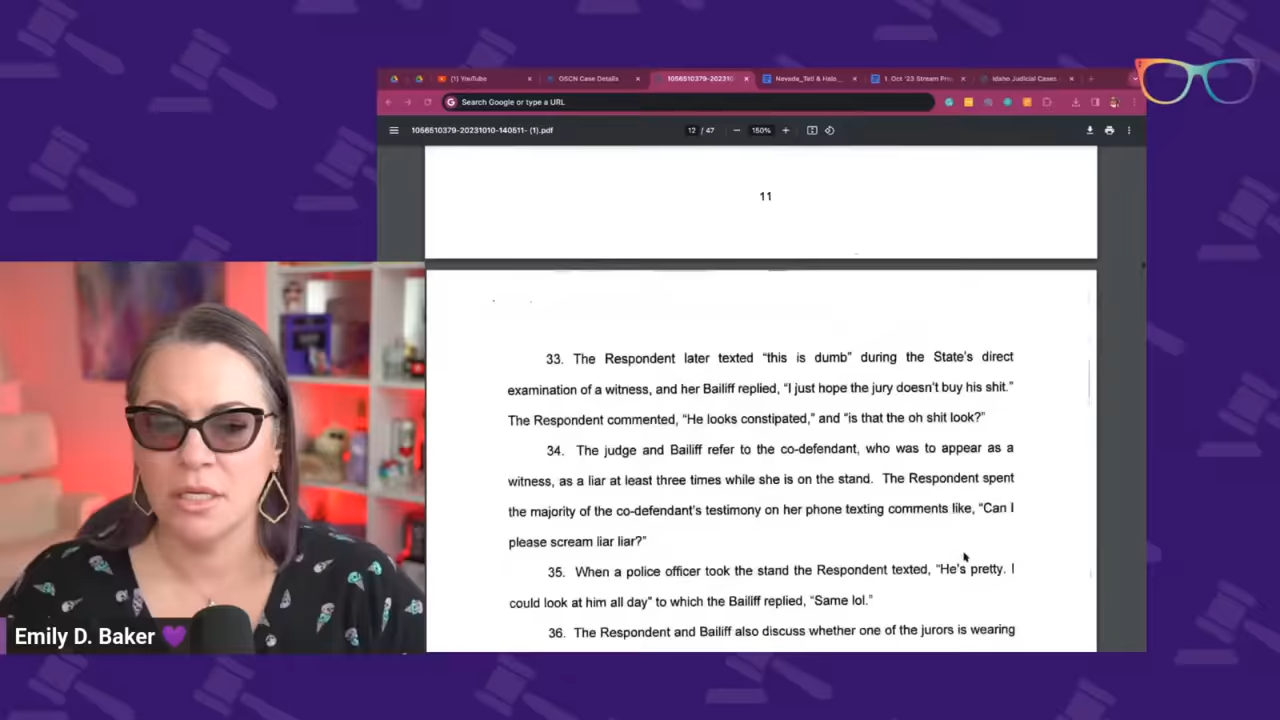 (1) YouTube
OSCN Case Details
1056510379-202310
Nevada_Tati & Halo_
1. Oct '23 Stream Pre
Idaho Judicial Cases
Search Google or type a URL
1056510379-20231010-140511- (1).pdf
12 / 47
150%
11
33. The Respondent later texted “this is dumb” during the State’s direct
examination of a witness, and her Bailiff replied, “I just hope the jury doesn’t buy his shit.”
The Respondent commented, “He looks constipated,” and “is that the oh shit look?”
34. The judge and Bailiff refer to the co-defendant, who was to appear as a
witness, as a liar at least three times while she is on the stand. The Respondent spent
the majority of the co-defendant’s testimony on her phone texting comments like, “Can I
please scream liar liar?”
35. When a police officer took the stand the Respondent texted, “He’s pretty. I
could look at him all day” to which the Bailiff replied, “Same lol.”
36. The Respondent and Bailiff also discuss whether one of the jurors is wearing
Emily D. Baker 💜